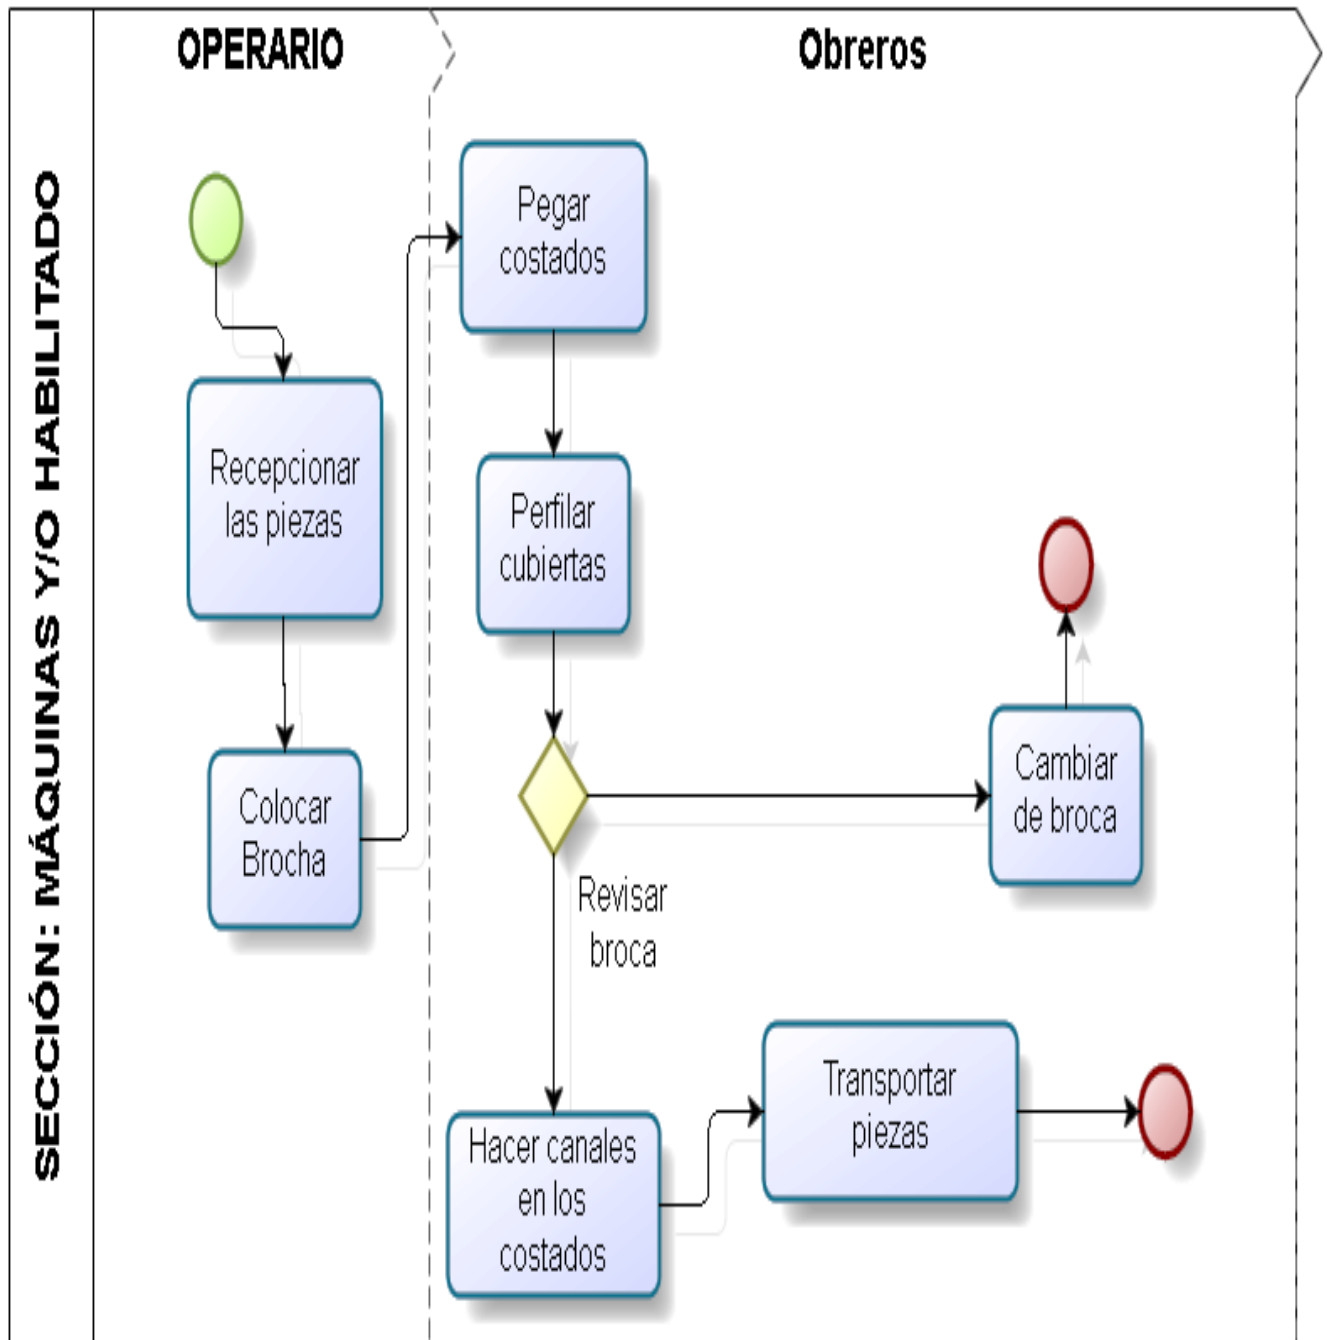 SECCIÓN: MÁQUINAS Y/O HABILITADO
OPERARIO
Obreros
Recepcionar
las piezas
Colocar
Brocha
Pegar
costados
Perfilar
cubiertas
Revisar
broca
Cambiar
de broca
Hacer canales
en los
costados
Transportar
piezas